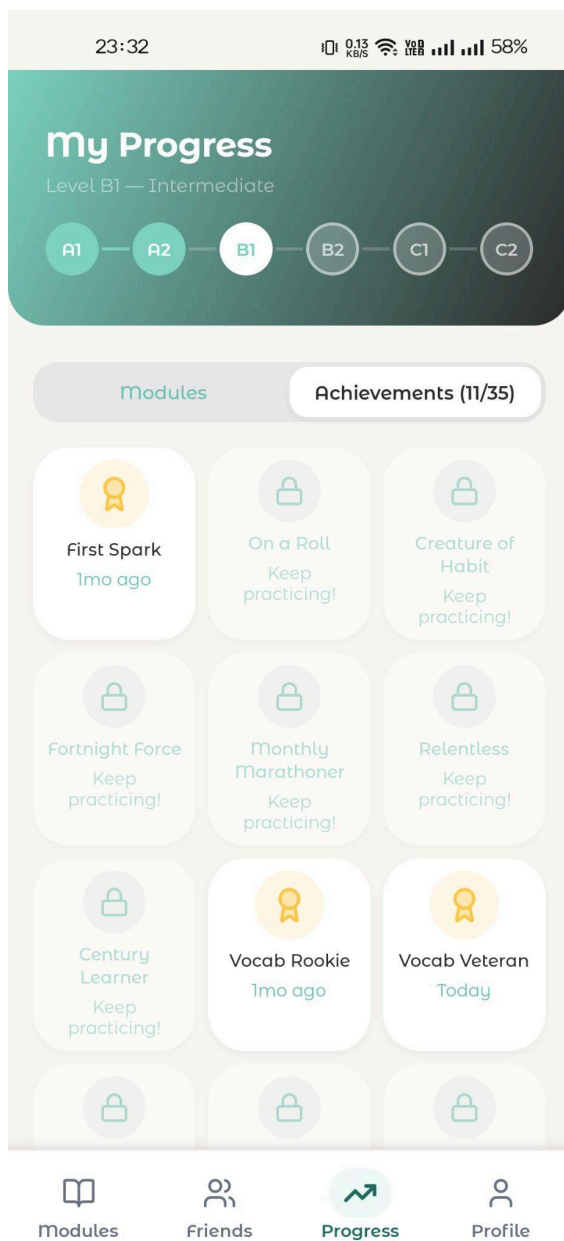 23:32
0.13 KB/S VoD LTE2 58%
My Progress
Level B1 — Intermediate
A1 A2 B1 B2 C1 C2
Modules Achievements (11/35)
First Spark
1mo ago
On a Roll
Keep
practicing!
Creature of
Habit
Keep
practicing!
Fortnight Force
Keep
practicing!
Monthly
Marathoner
Keep
practicing!
Relentless
Keep
practicing!
Century
Learner
Keep
practicing!
Vocab Rookie
1mo ago
Vocab Veteran
Today
Modules Friends Progress Profile